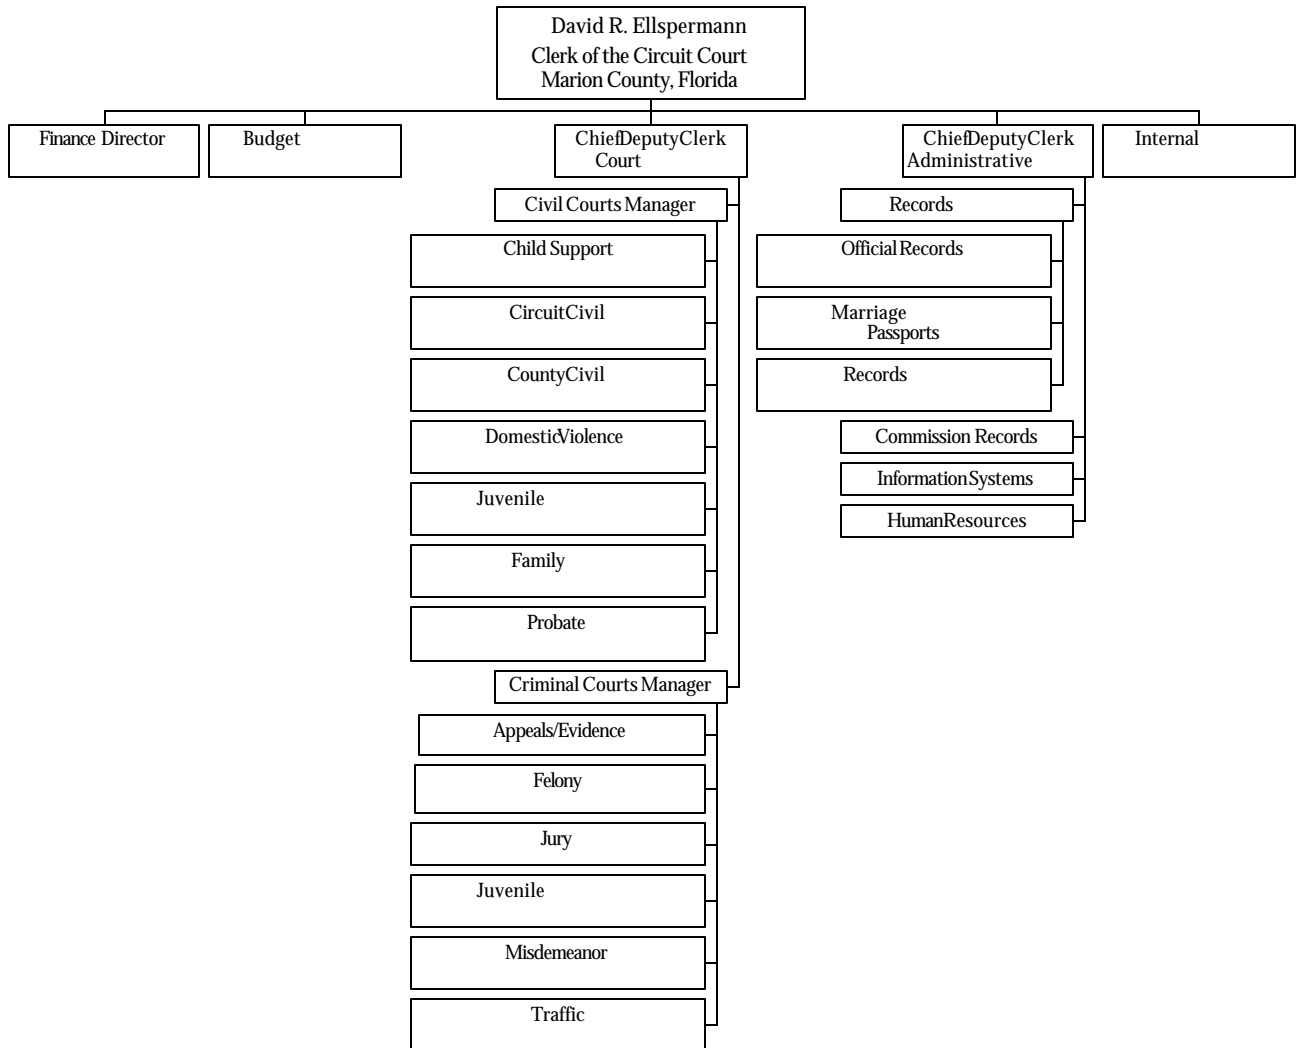 David R. Ellspermann
Clerk of the Circuit Court
Marion County, Florida
Finance Director
Budget
ChiefDeputyClerk
Court
ChiefDeputyClerk
Administrative
Internal
Civil Courts Manager
Child Support
CircuitCivil
CountyCivil
DomesticViolence
Juvenile
Family
Probate
Criminal Courts Manager
Appeals/Evidence
Felony
Jury
Juvenile
Misdemeanor
Traffic
Records
Official Records
Marriage
Passports
Records
Commission Records
InformationSystems
HumanResources